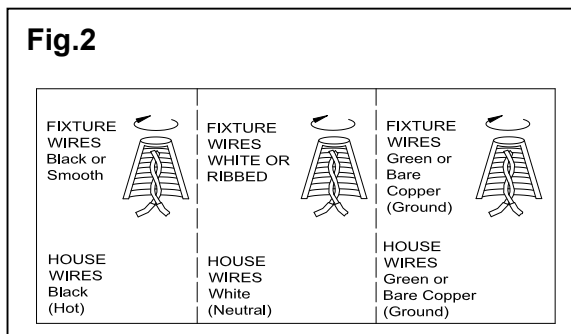 Fig.2
FIXTURE
WIRES
Black or
Smooth
HOUSE
WIRES
Black
(Hot)
FIXTURE
WIRES
WHITE OR
RIBBED
HOUSE
WIRES
White
(Neutral)
FIXTURE
WIRES
Green or
Bare
Copper
(Ground)
HOUSE
WIRES
Green or
Bare Copper
(Ground)